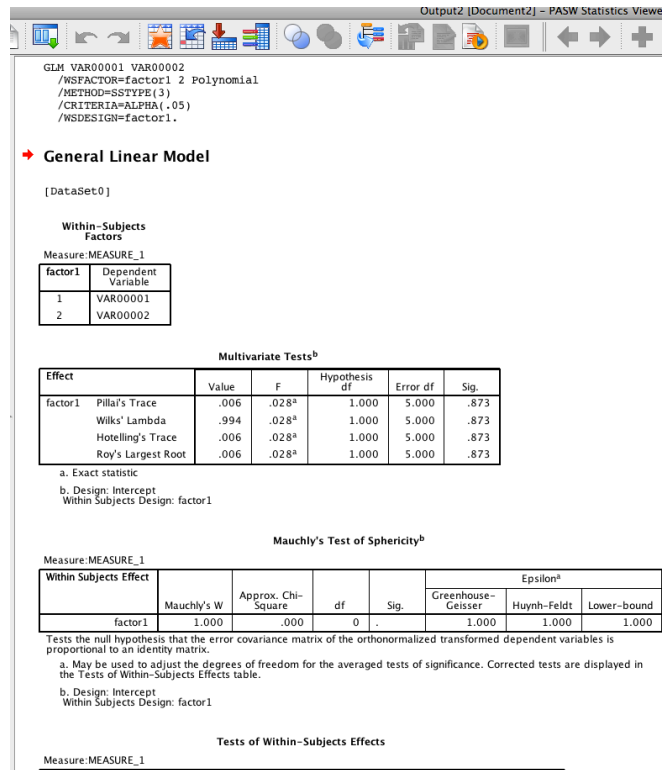 Output2 [Document2] – PASW Statistics Viewe
GLM VAR00001 VAR00002
/WSFACTOR=factor1 2 Polynomial
/METHOD=SSTYPE(3)
/CRITERIA=ALPHA(.05)
/WSDESIGN=factor1.
General Linear Model
[DataSet0]
Within-Subjects
Factors
Measure:MEASURE_1
factor1 Dependent
Variable
1 VAR00001
2 VAR00002
Multivariate Testsb
Effect Value F Hypothesis
df Error df Sig.
factor1 Pillai's Trace .006 .028a 1.000 5.000 .873
Wilks' Lambda .994 .028a 1.000 5.000 .873
Hotelling's Trace .006 .028a 1.000 5.000 .873
Roy's Largest Root .006 .028a 1.000 5.000 .873
a. Exact statistic
b. Design: Intercept
Within Subjects Design: factor1
Mauchly's Test of Sphericityb
Measure:MEASURE_1
Within Subjects Effect Epsilona
Mauchly's W Approx. Chi-
Square df Sig. Greenhouse-
Geisser Huynh-Feldt Lower-bound
factor1 1.000 .000 0 . 1.000 1.000 1.000
Tests the null hypothesis that the error covariance matrix of the orthonormalized transformed dependent variables is
proportional to an identity matrix.
a. May be used to adjust the degrees of freedom for the averaged tests of significance. Corrected tests are displayed in
the Tests of Within-Subjects Effects table.
b. Design: Intercept
Within Subjects Design: factor1
Tests of Within-Subjects Effects
Measure:MEASURE_1